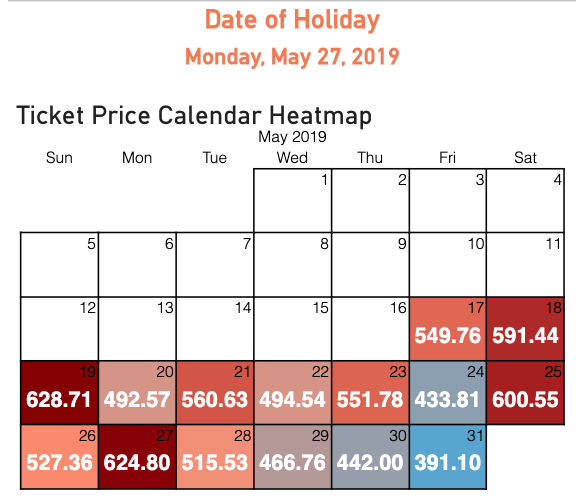 Date of Holiday
Monday, May 27, 2019
Ticket Price Calendar Heatmap
May 2019
Sun Mon Tue Wed Thu Fri Sat
1 2 3 4
5 6 7 8 9 10 11
12 13 14 15 16 17 18
549.76 591.44
19 20 21 22 23 24 25
628.71 492.57 560.63 494.54 551.78 433.81 600.55
26 27 28 29 30 31
527.36 624.80 515.53 466.76 442.00 391.10